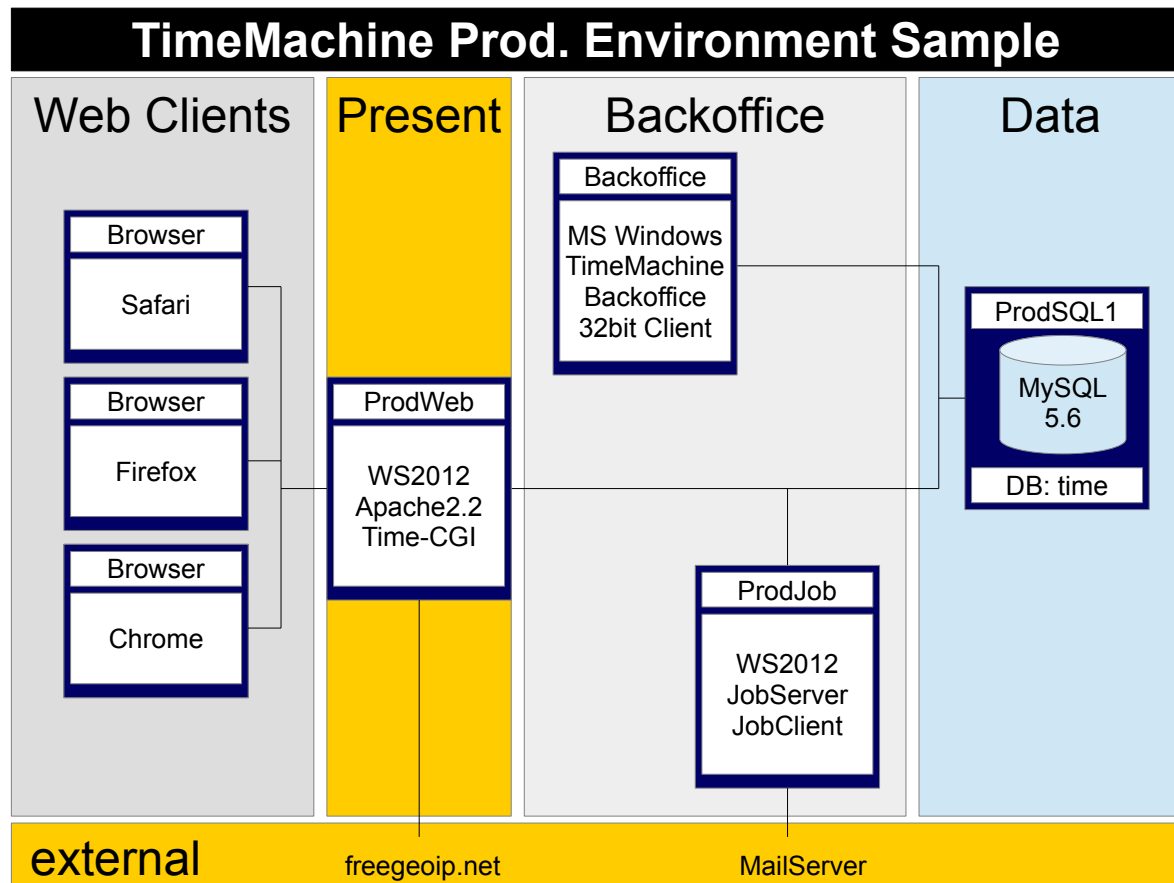 TimeMachine Prod. Environment Sample
Web Clients
Browser
Safari
Browser
Firefox
Browser
Chrome
Present
ProdWeb
WS2012
Apache2.2
Time-CGI
Backoffice
Backoffice
MS Windows
TimeMachine
Backoffice
32bit Client
ProdJob
WS2012
JobServer
JobClient
Data
ProdSQL1
MySQL
5.6
DB: time
external
freegeoip.net
MailServer